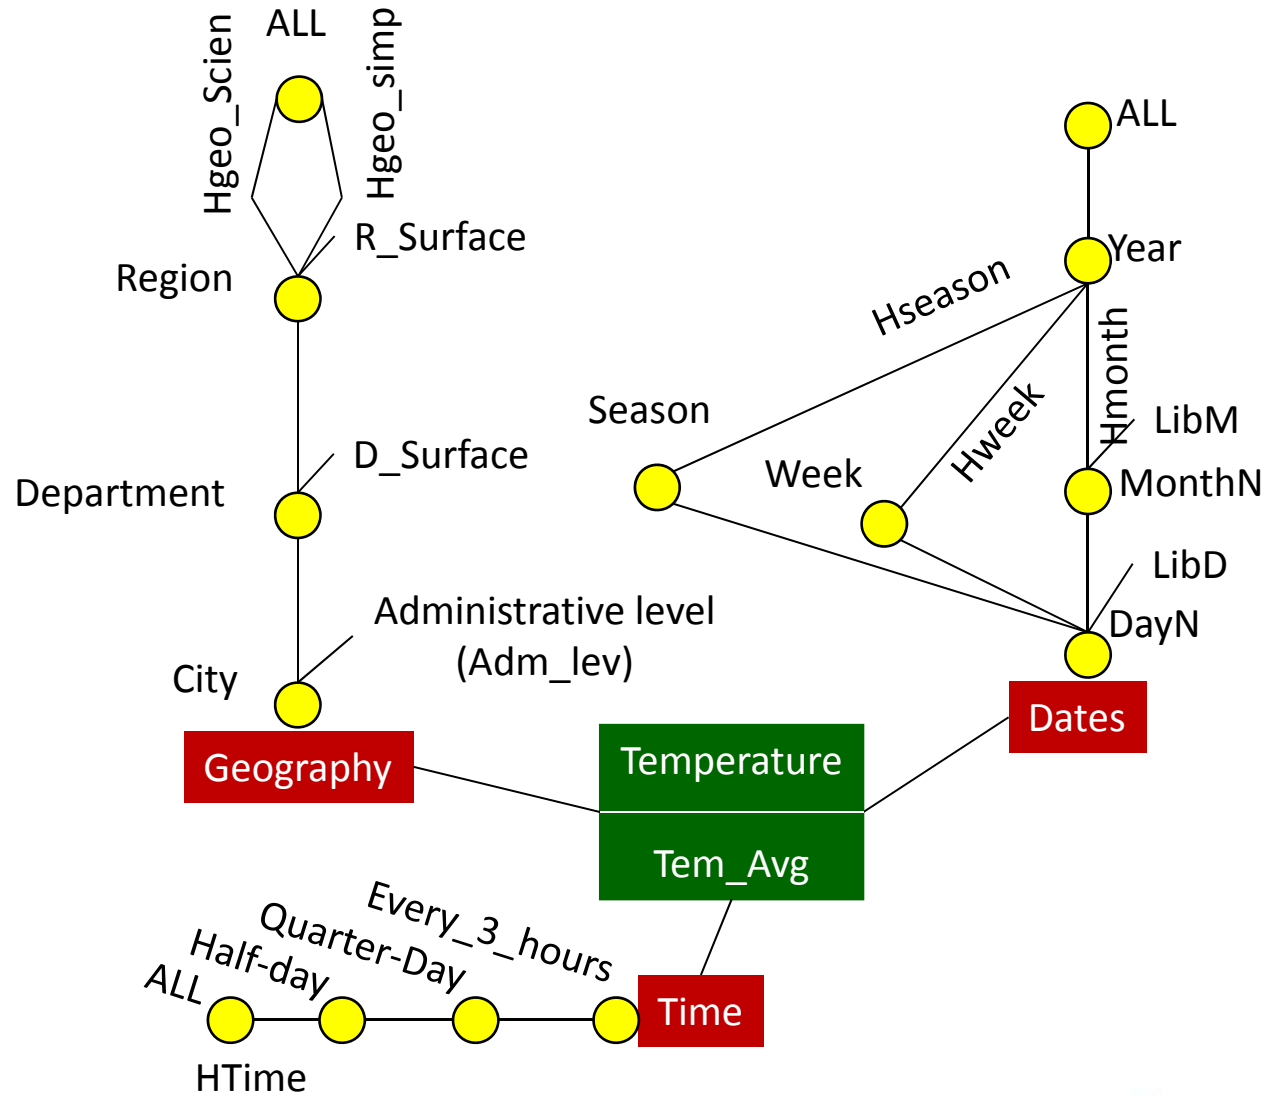 ALL
Hgeo_Scien
Hgeo_simp
R_Surface
Region
D_Surface
Department
Administrative level
(Adm_lev)
City
Geography
ALL
Year
Hseason
Hmonth
Hweek
Season
LibM
Week
MonthN
LibD
DayN
Dates
Temperature
Tem_Avg
Every_3_hours
Quarter-Day
Half-day
ALL
Time
HTime